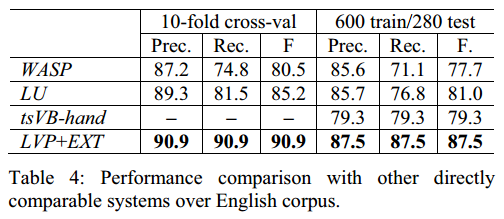 10-fold cross-val 600 train/280 test
Prec. Rec. F Prec. Rec. F.
WASP 87.2 74.8 80.5 85.6 71.1 77.7
LU 89.3 81.5 85.2 85.7 76.8 81.0
tsVB-hand – – – 79.3 79.3 79.3
LVP+EXT 90.9 90.9 90.9 87.5 87.5 87.5
Table 4: Performance comparison with other directly
comparable systems over English corpus.